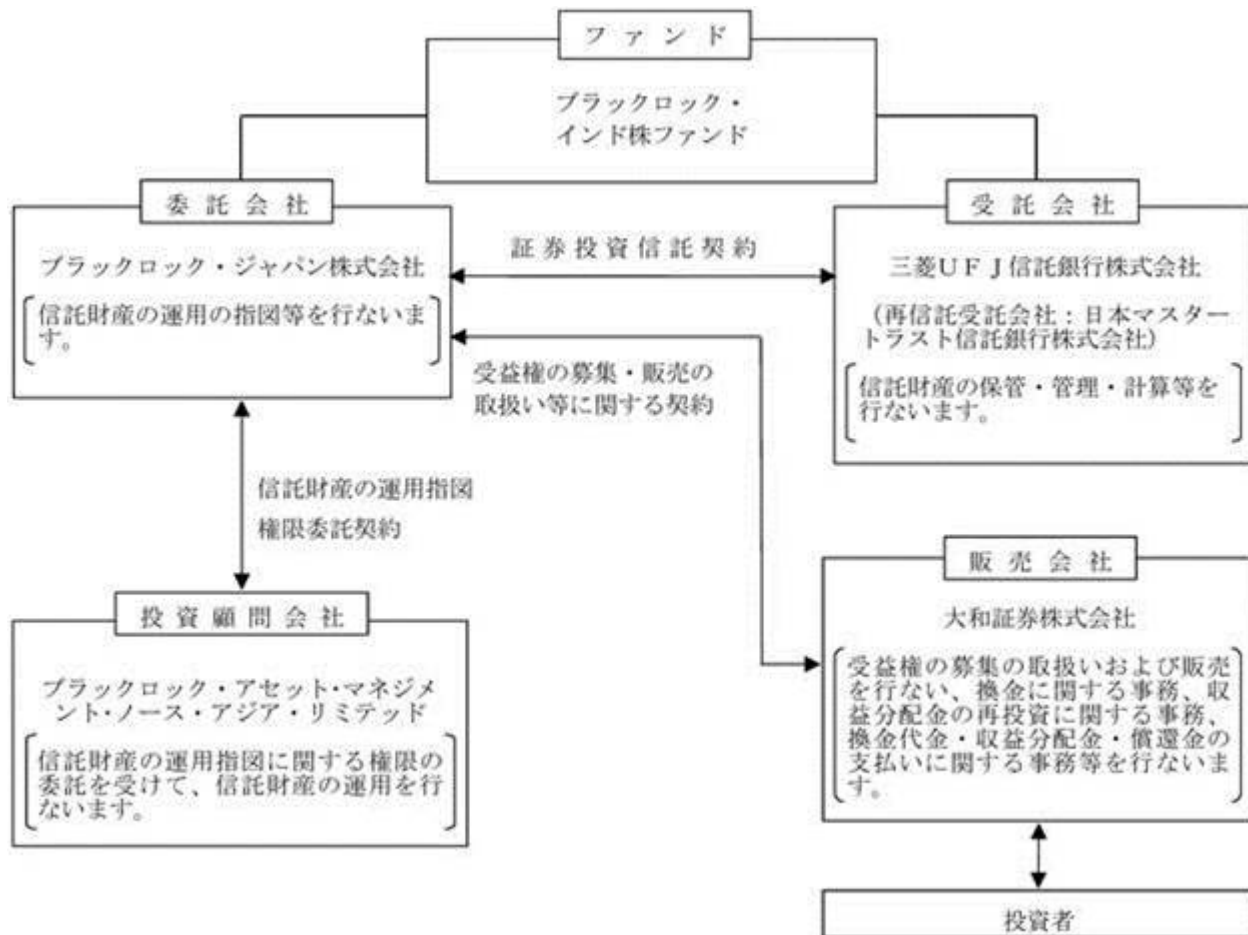 ファンド
ブラックロック・
インド株ファンド
委託会社
ブラックロック・ジャパン株式会社
信託財産の運用の指図等を行ないま
す。
証券投資信託契約
受益権の募集・販売の
取扱い等に関する契約
受託会社
三菱UFJ信託銀行株式会社
(再信託受託会社:日本マスター
トラスト信託銀行株式会社)
信託財産の保管・管理・計算等を
行ないます。
信託財産の運用指図
権限委託契約
投資顧問会社
ブラックロック・アセット・マネジメ
ント・ノース・アジア・リミテッド
信託財産の運用指図に関する権限の
委託を受けて、信託財産の運用を行
ないます。
販売会社
大和証券株式会社
受益権の募集の取扱いおよび販売
を行ない、換金に関する事務、収
益分配金の再投資に関する事務、
換金代金・収益分配金・償還金の
支払いに関する事務等を行ないま
す。
投資者